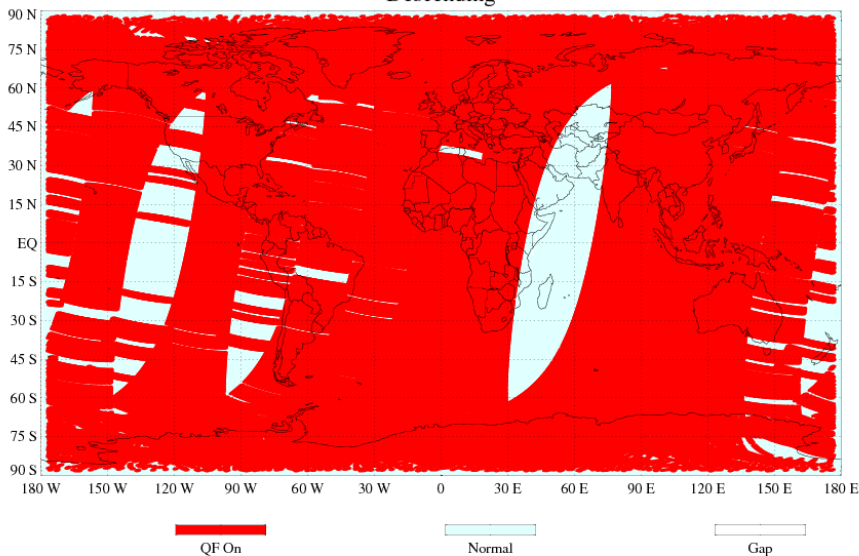 Descending
90 N
75 N
60 N
45 N
30 N
15 N
EQ
15 S
30 S
45 S
60 S
75 S
90 S
180 W 150 W 120 W 90 W 60 W 30 W 0 30 E 60 E 90 E 120 E 150 E 180 E
QF On Normal Gap